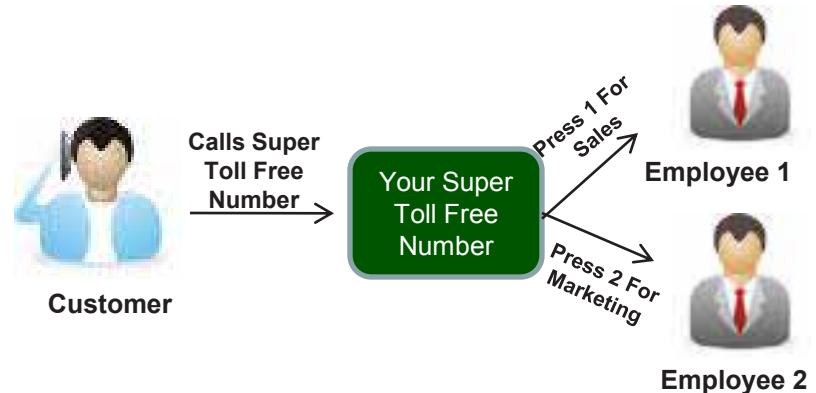 Customer
Calls Super
Toll Free
Number
Your Super
Toll Free
Number
Press 1 For
Sales
Employee 1
Press 2 For
Marketing
Employee 2